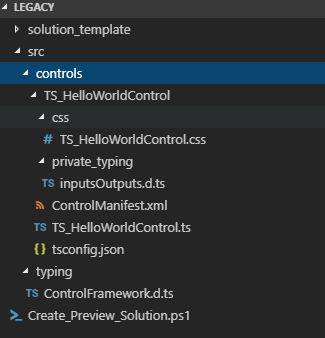 LEGACY
solution_template
src
controls
TS_HelloWorldControl
css
# TS_HelloWorldControl.css
private_typing
TS inputsOutputs.d.ts
ControlManifest.xml
TS TS_HelloWorldControl.ts
{} tsconfig.json
typing
TS ControlFramework.d.ts
Create_Preview_Solution.ps1